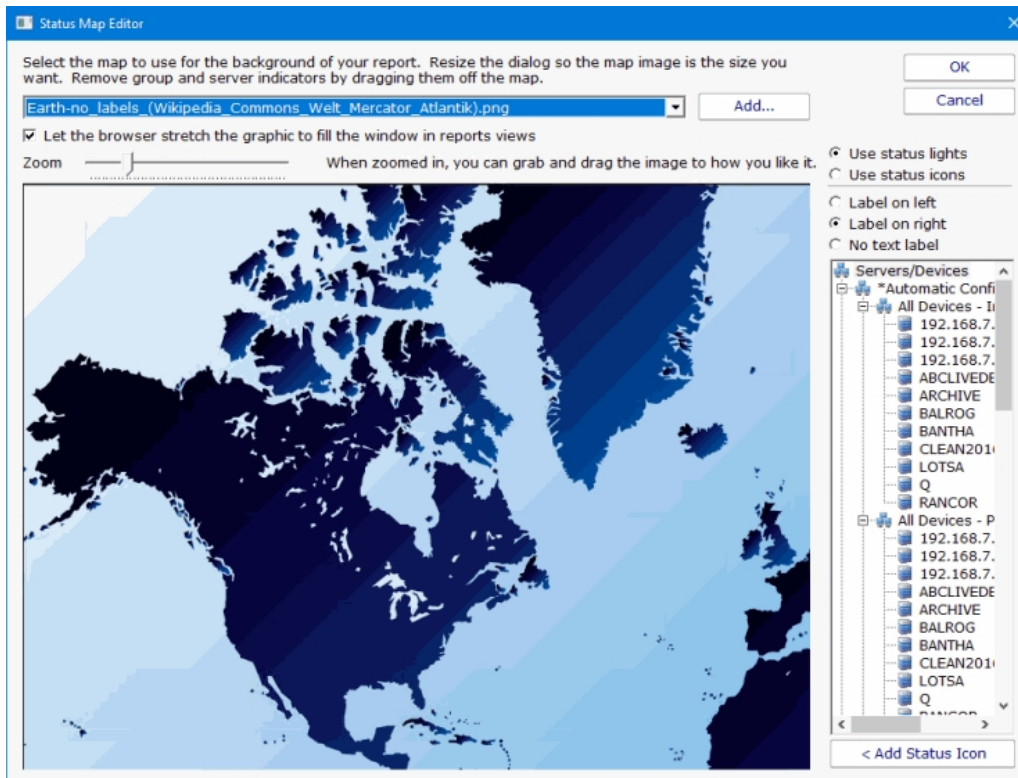 Status Map Editor
Select the map to use for the background of your report. Resize the dialog so the map image is the size you
want. Remove group and server indicators by dragging them off the map.
OK
Cancel
Earth-no_labels_(Wikipedia_Commons_Welt_Mercator_Atlantik).png
Add...
Let the browser stretch the graphic to fill the window in reports views
Zoom
When zoomed in, you can grab and drag the image to how you like it.
Use status lights
Use status icons
Label on left
Label on right
No text label
Servers/Devices
*Automatic Confi
All Devices - I
192.168.7.
192.168.7.
192.168.7.
ABCLIVEDE
ARCHIVE
BALROG
BANTHA
CLEAN201
LOTSA
Q
RANCOR
All Devices - P
192.168.7.
192.168.7.
192.168.7.
ABCLIVEDE
ARCHIVE
BALROG
BANTHA
CLEAN201
LOTSA
Q
< Add Status Icon